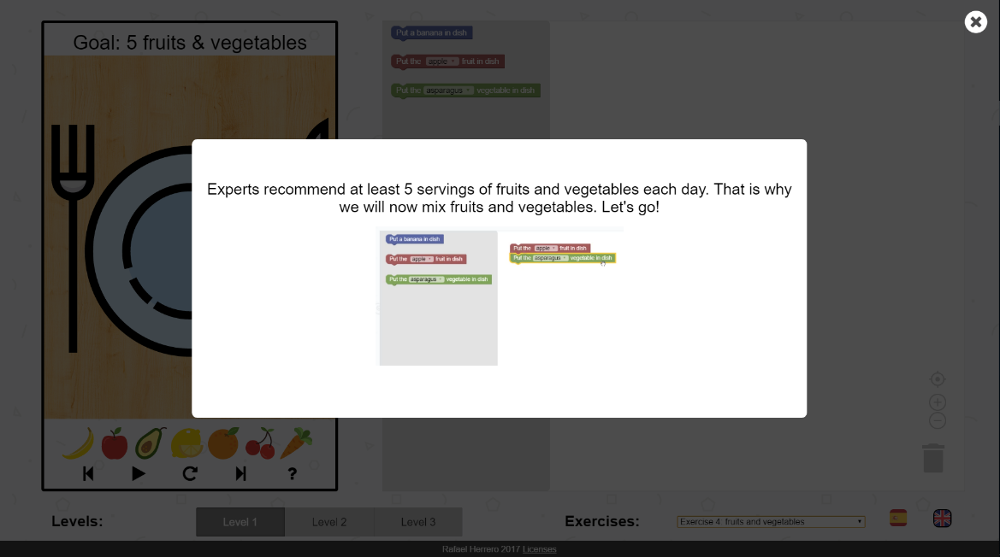 Goal: 5 fruits & vegetables
Put a banana in dish
Put the apple fruit in dish
Put the asparagus vegetable in dish
Experts recommend at least 5 servings of fruits and vegetables each day. That is why
we will now mix fruits and vegetables. Let's go!
Put a banana in dish
Put the apple fruit in dish
Put the asparagus vegetable in dish
Put the apple fruit in dish
Put the asparagus vegetable in dish
?
Levels:
Level 1
Level 2
Level 3
Exercises:
Exercise 4: fruits and vegetables
Rafael Herrero 2017 Licenses